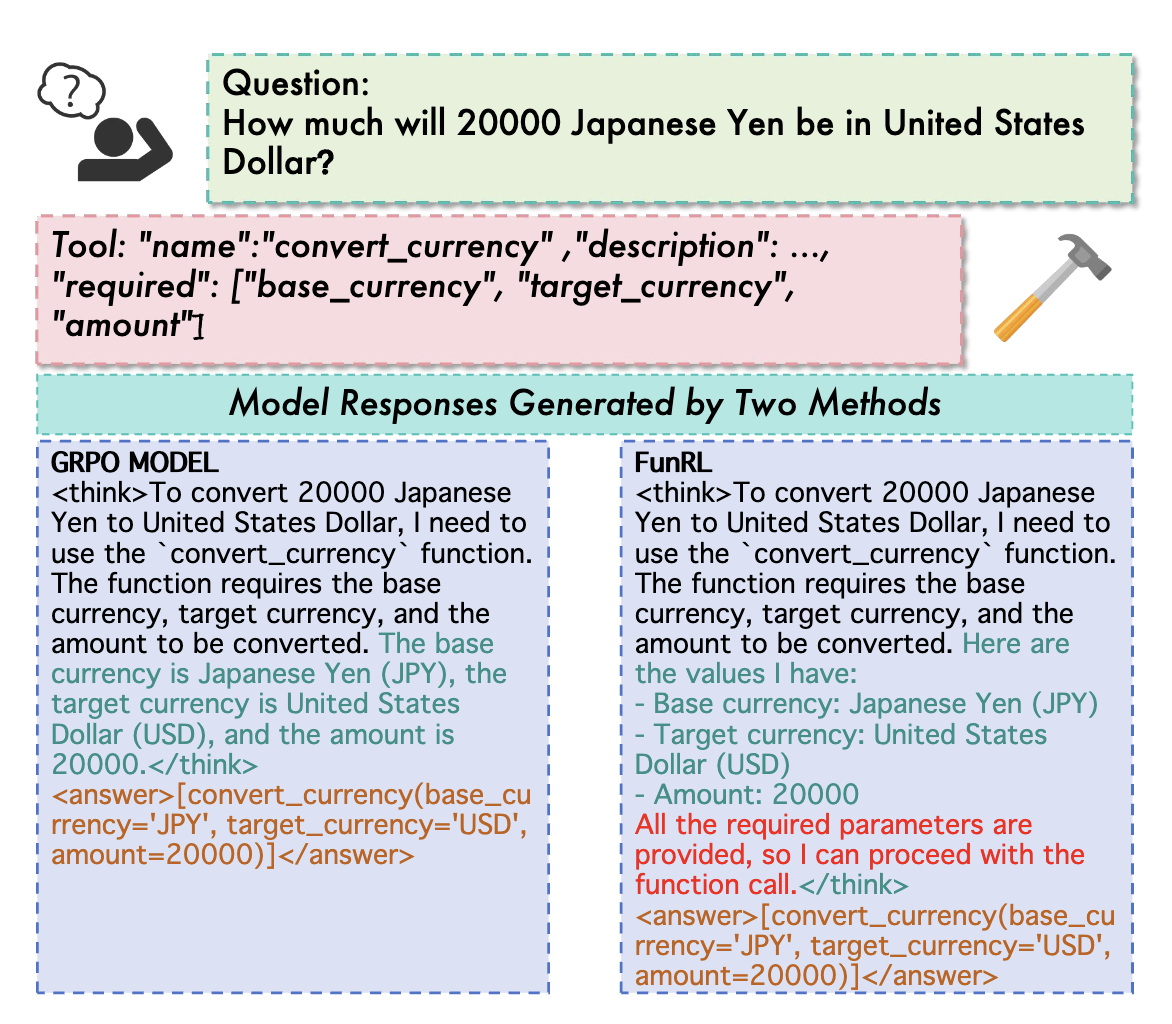 ?
Question:
How much will 20000 Japanese Yen be in United States
Dollar?
Tool: "name":"convert_currency" ,"description": ...,
"required": ["base_currency", "target_currency",
"amount"]
Model Responses Generated by Two Methods
GRPO MODEL
<think>To convert 20000 Japanese
Yen to United States Dollar, I need to
use the `convert_currency` function.
The function requires the base
currency, target currency, and the
amount to be converted. The base
currency is Japanese Yen (JPY), the
target currency is United States
Dollar (USD), and the amount is
20000.</think>
<answer>[convert_currency(base_cu
rrency='JPY', target_currency='USD',
amount=20000)]</answer>
FunRL
<think>To convert 20000 Japanese
Yen to United States Dollar, I need to
use the `convert_currency` function.
The function requires the base
currency, target currency, and the
amount to be converted. Here are
the values I have:
- Base currency: Japanese Yen (JPY)
- Target currency: United States
Dollar (USD)
- Amount: 20000
All the required parameters are
provided, so I can proceed with the
function call.</think>
<answer>[convert_currency(base_cu
rrency='JPY', target_currency='USD',
amount=20000)]</answer>